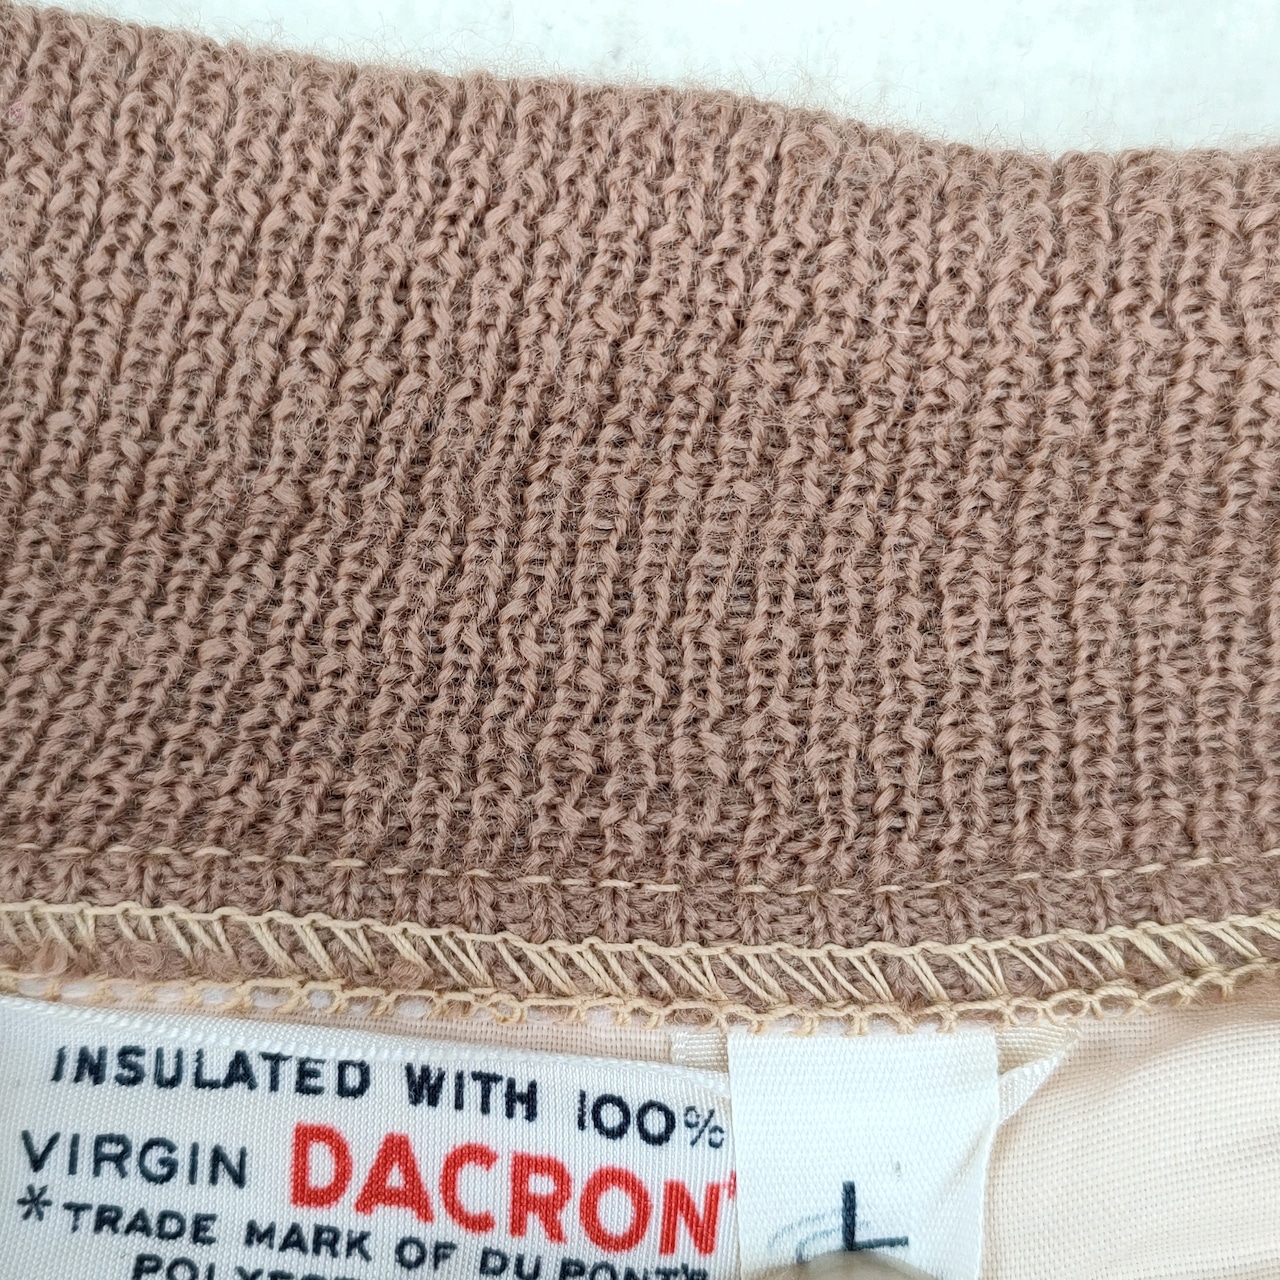 INSULATED WITH 100%
VIRGIN DACRON
*TRADE MARK OF DU PONT'S
L